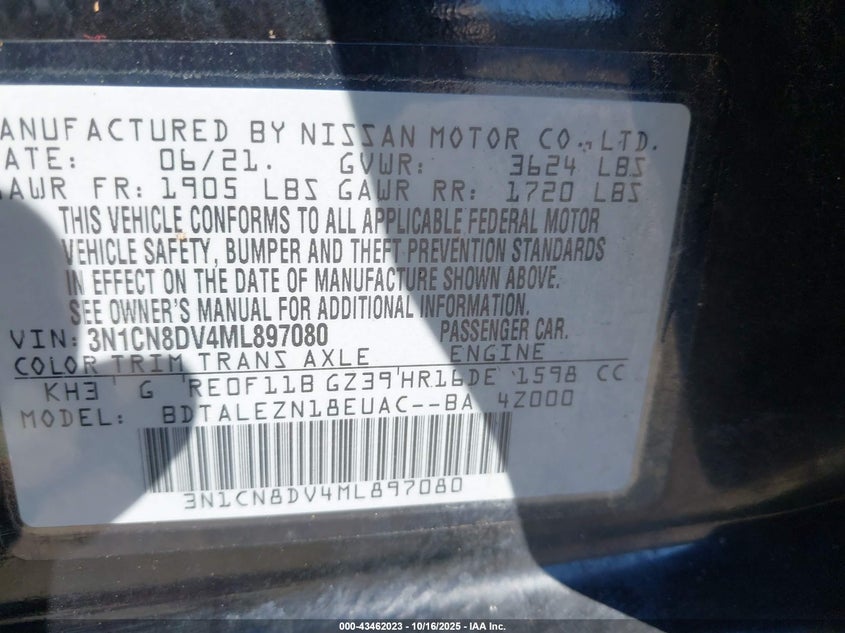 ANUFACTURED BY NISSAN MOTOR CO., LTD.
ATE: 06/21. GVWR: 3624 LBS
AWR FR: 1905 LBS GAWR RR: 1720 LBS
THIS VEHICLE CONFORMS TO ALL APPLICABLE FEDERAL MOTOR
VEHICLE SAFETY, BUMPER AND THEFT PREVENTION STANDARDS
IN EFFECT ON THE DATE OF MANUFACTURE SHOWN ABOVE.
SEE OWNER'S MANUAL FOR ADDITIONAL INFORMATION.
VIN: 3N1CN8DV4ML897080 PASSENGER CAR.
COLOR TRIM TRANS AXLE ENGINE
KH3 G RE0F11B GZ39 HR16DE 1598 CC
MODEL: BDTALEZN18EUAC--BA 4Z000
3N1CN8DV4ML897080
000-43462023 | 10/16/2025 - IAA Inc.